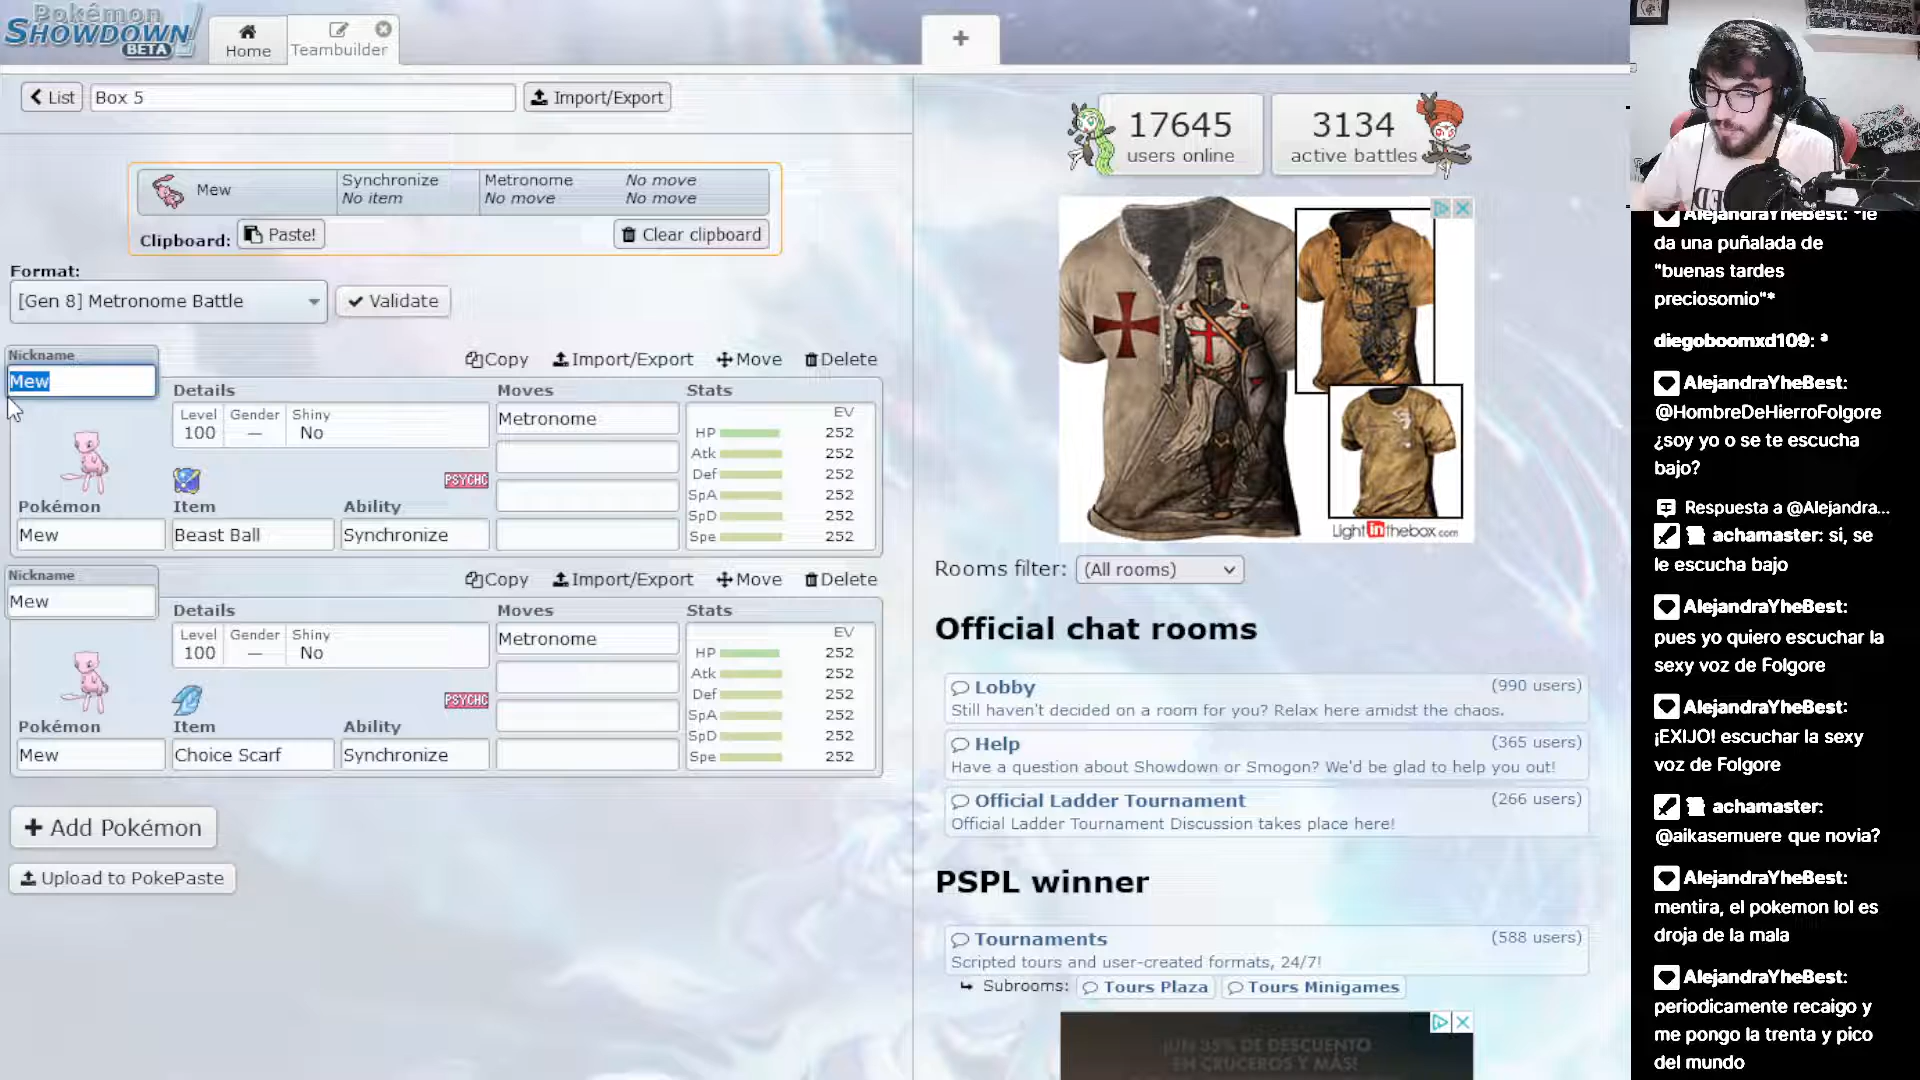 Pokémon
SHOWDOWN
BETA
Home
Teambuilder
List
Box 5
Import/Export
17645
users online
3134
active battles
Mew
Synchronize
No item
Metronome
No move
No move
No move
Clipboard:
Paste!
Clear clipboard
Format:
[Gen 8] Metronome Battle
Validate
Nickname
Mew
Copy
Import/Export
Move
Delete
Details
Moves
Stats
Level
100
Gender
—
Shiny
No
Metronome
EV
HP 252
Atk 252
Def 252
SpA 252
SpD 252
Spe 252
PSYCHC
Pokémon
Item
Ability
Mew
Beast Ball
Synchronize
Nickname
Mew
Copy
Import/Export
Move
Delete
Details
Moves
Stats
Level
100
Gender
—
Shiny
No
Metronome
EV
HP 252
Atk 252
Def 252
SpA 252
SpD 252
Spe 252
PSYCHC
Pokémon
Item
Ability
Mew
Choice Scarf
Synchronize
Add Pokémon
Upload to PokePaste
LightInthebox.com
Rooms filter:
(All rooms)
Official chat rooms
Lobby
(990 users)
Still haven't decided on a room for you? Relax here amidst the chaos.
Help
(365 users)
Have a question about Showdown or Smogon? We'd be glad to help you out!
Official Ladder Tournament
(266 users)
Official Ladder Tournament Discussion takes place here!
PSPL winner
Tournaments
(588 users)
Scripted tours and user-created formats, 24/7!
Subrooms:
Tours Plaza
Tours Minigames
¡UN 35% DE DESCUENTO
EN CRUCEROS Y MÁS!
AlejandraYheBest: *le
da una puñalada de
"buenas tardes
preciosomio"*
diegoboomxd109: ª
AlejandraYheBest:
@HombreDeHierroFolgore
¿soy yo o se te escucha
bajo?
Respuesta a @Alejandra...
achamaster: si, se
le escucha bajo
AlejandraYheBest:
pues yo quiero escuchar la
sexy voz de Folgore
AlejandraYheBest:
¡EXIJO! escuchar la sexy
voz de Folgore
achamaster:
@aikasemuere que novia?
AlejandraYheBest:
mentira, el pokemon lol es
droja de la mala
AlejandraYheBest:
periodicamente recaigo y
me pongo la trenta y pico
del mundo